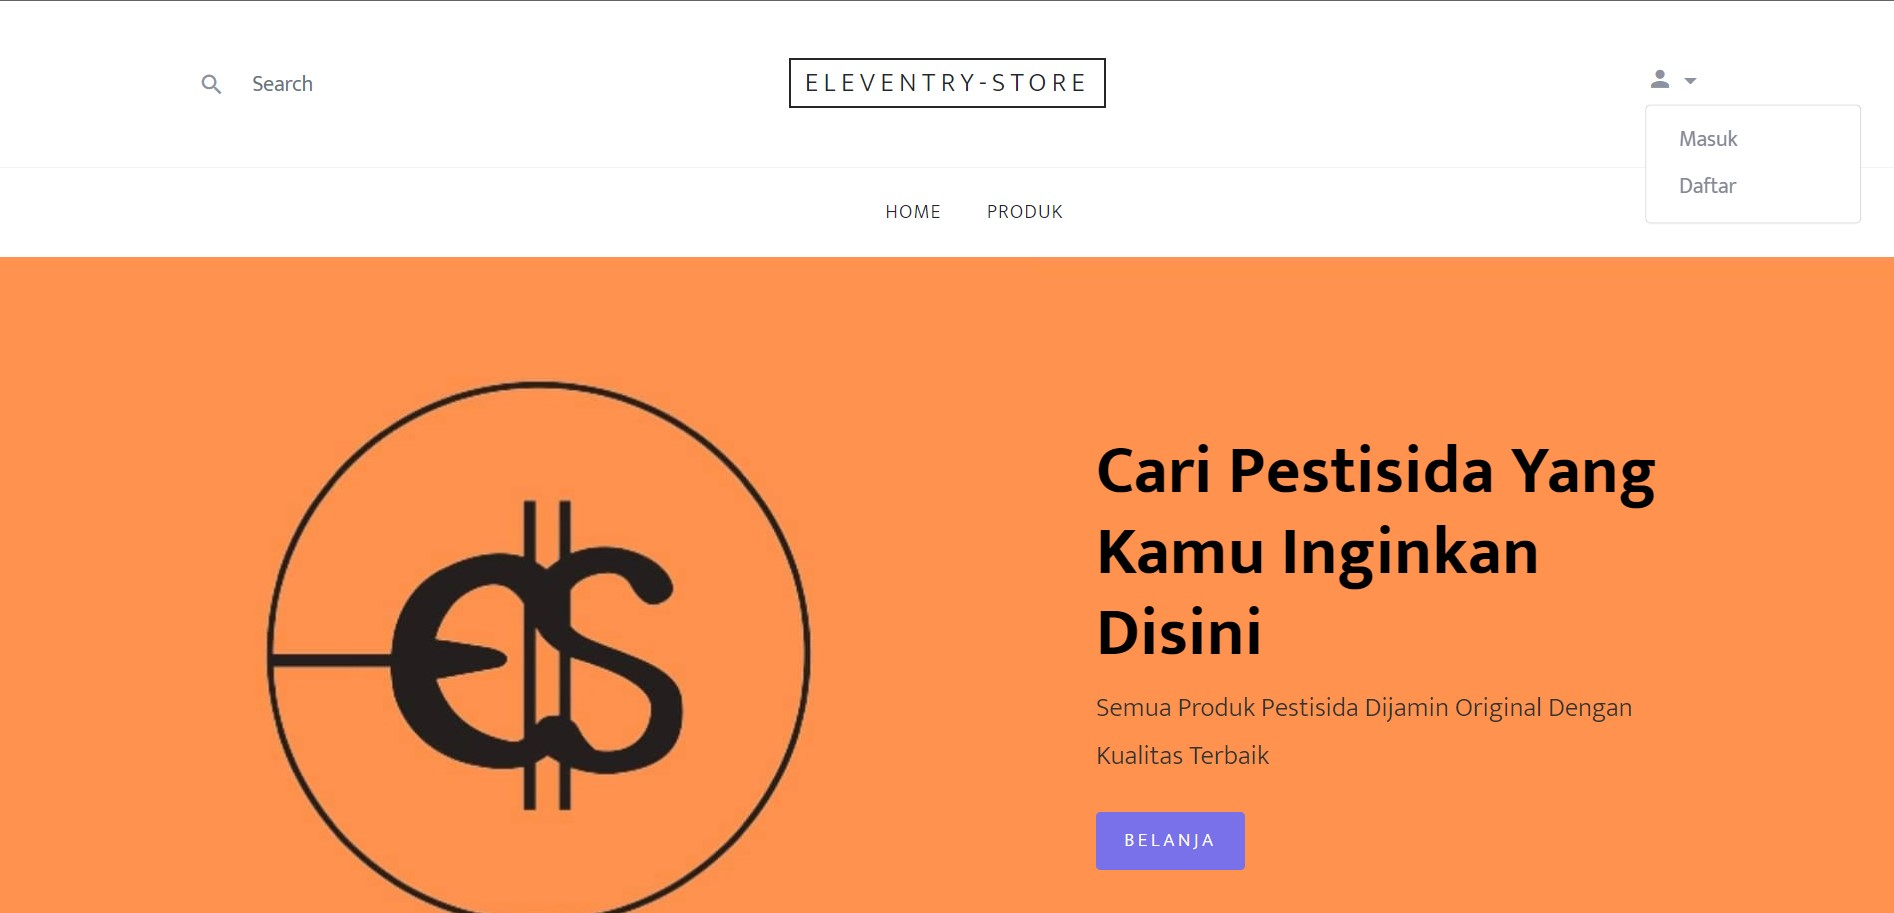 Search
ELEVENTRY-STORE
Masuk
Daftar
HOME PRODUK
es
Cari Pestisida Yang
Kamu Inginkan
Disini
Semua Produk Pestisida Dijamin Original Dengan
Kualitas Terbaik
BELANJA